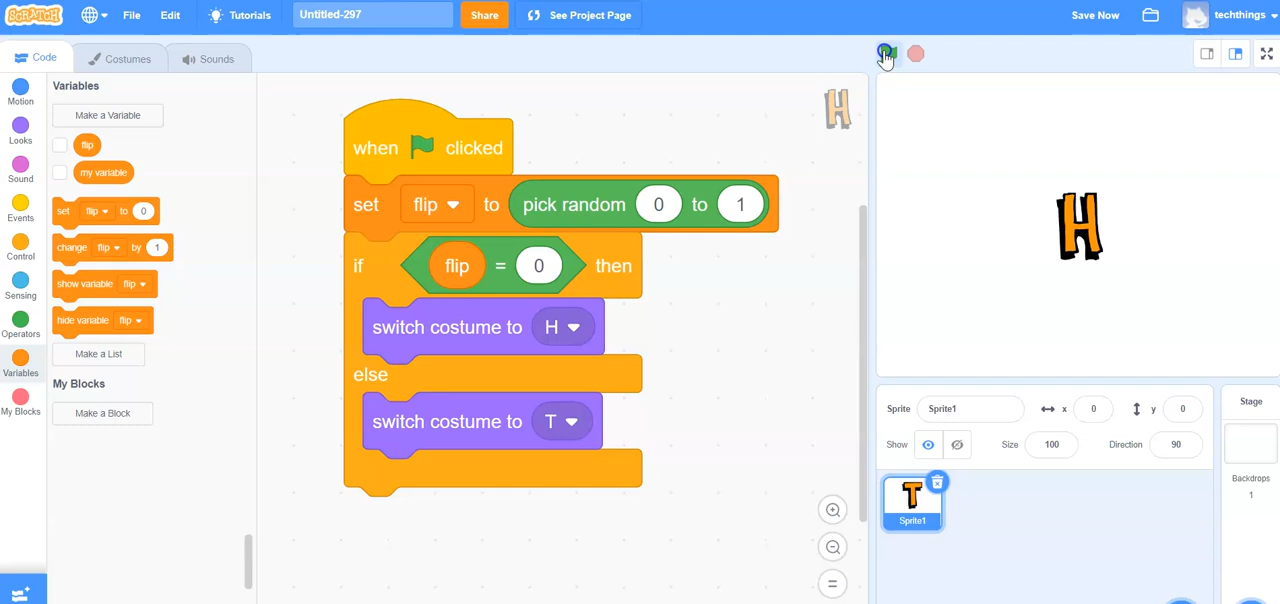 SCRATCH File Edit Tutorials Untitled-297 Share See Project Page Save Now techthings
Code Costumes Sounds
Motion
Looks
Sound
Events
Control
Sensing
Operators
Variables
My Blocks
Variables
Make a Variable
flip
my variable
set flip to 0
change flip by 1
show variable flip
hide variable flip
Make a List
My Blocks
Make a Block
when clicked
set flip to pick random 0 to 1
if flip = 0 then
switch costume to H
else
switch costume to T
H
H
Sprite Sprite1 x 0 y 0
Show Size 100 Direction 90
T
Sprite1
Stage
Backdrops
1